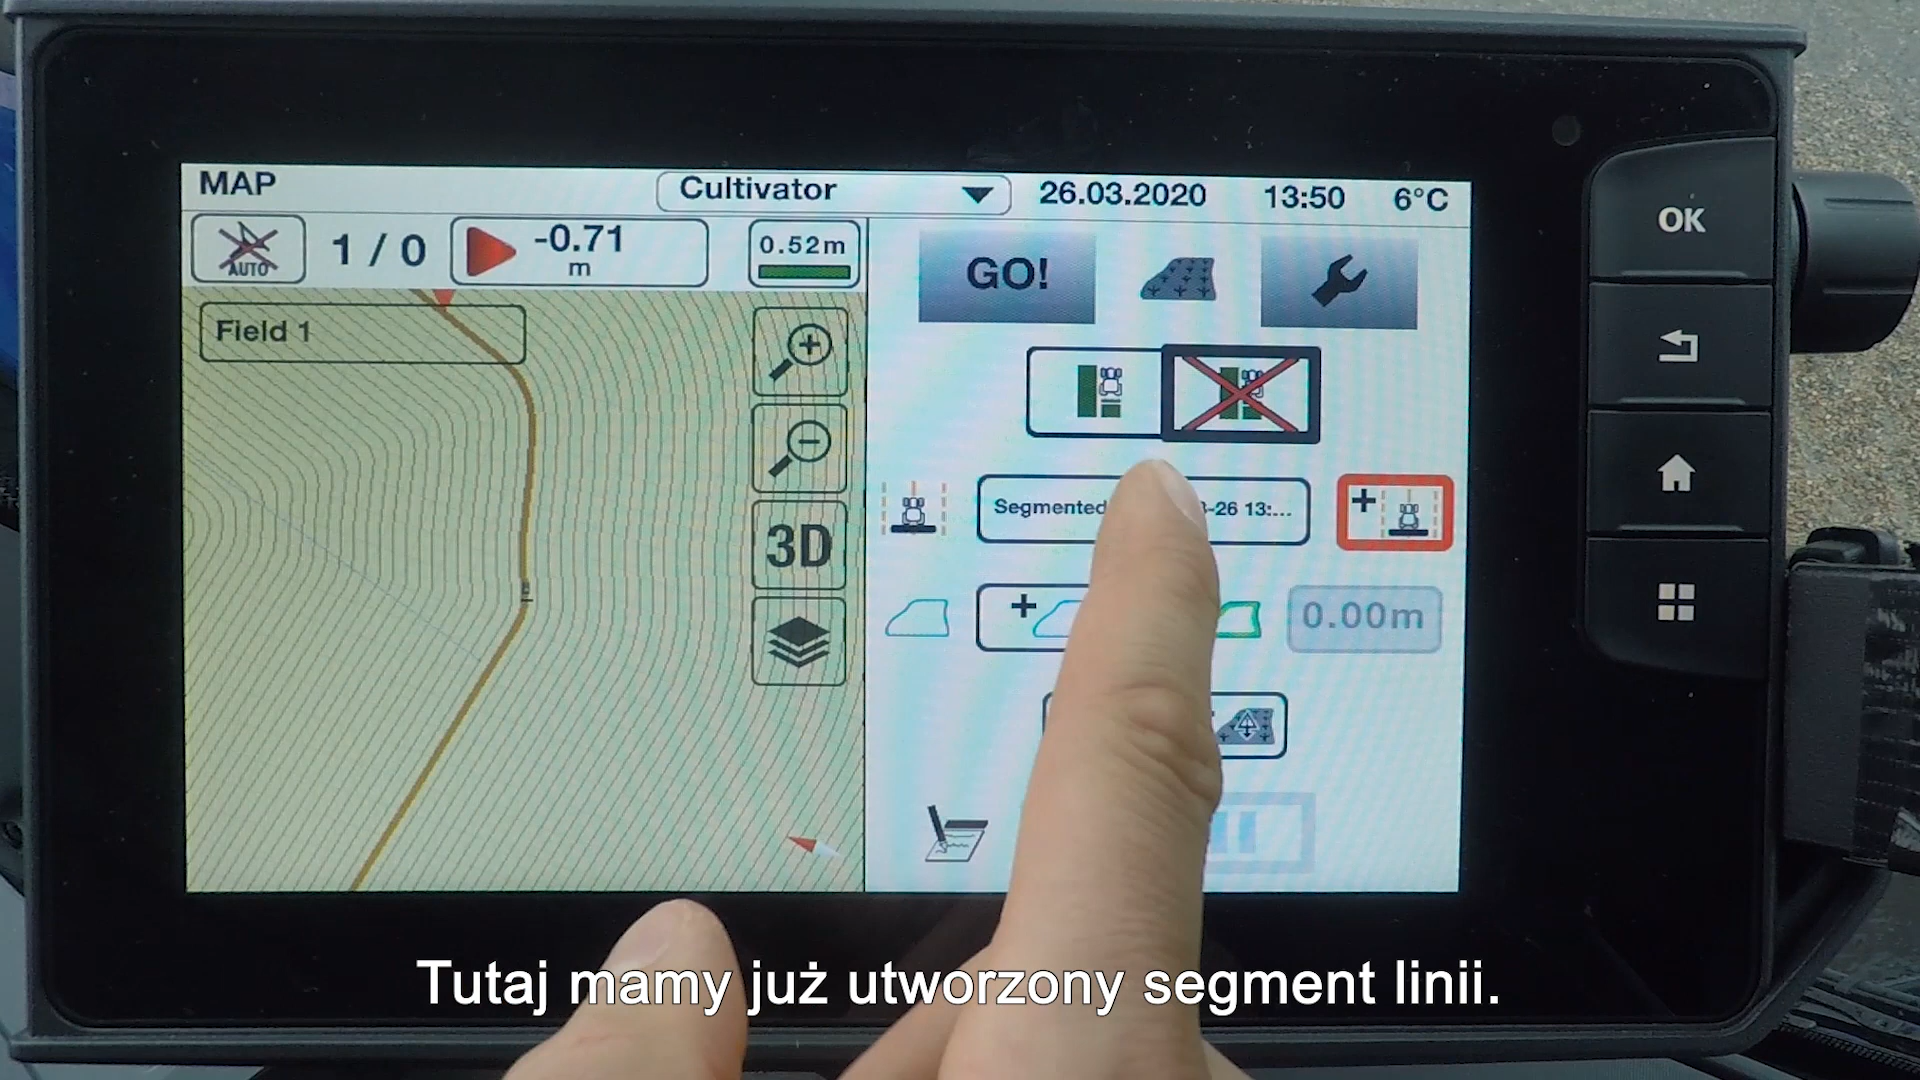 MAP
Cultivator
26.03.2020
13:50
6°C
AUTO
1 / 0
-0.71
m
0.52m
GO!
OK
Field 1
3D
Segmented
-26 13:...
0.00m
Tutaj mamy już utworzony segment linii.